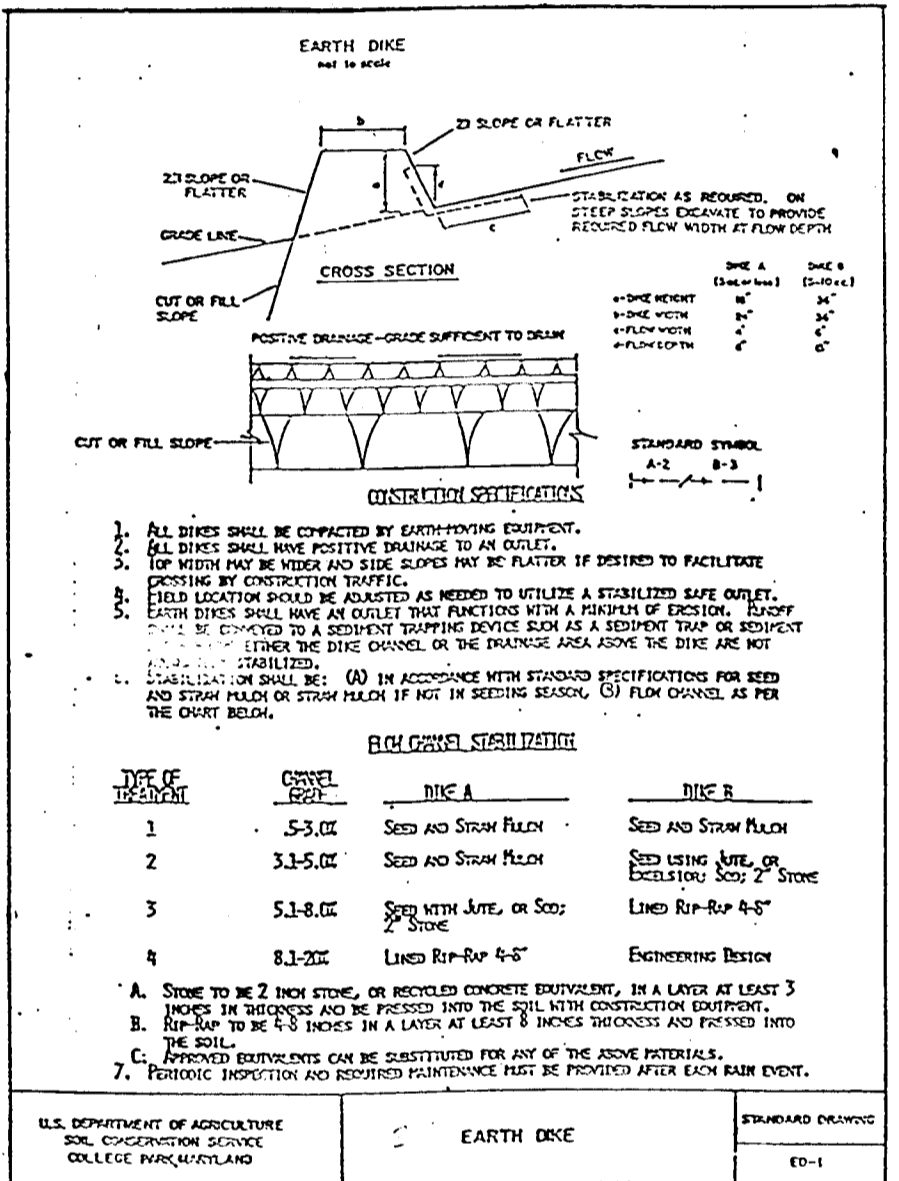 EARTH DIKE
not to scale
b
2:1 SLOPE OR FLATTER
FLOW
2:1 SLOPE OR
FLATTER
a
d
STABILIZATION AS REQUIRED. ON
STEEP SLOPES EXCAVATE TO PROVIDE
REQUIRED FLOW WIDTH AT FLOW DEPTH
c
GRADE LINE
CROSS SECTION
CUT OR FILL
SLOPE
DIKE A DIKE B
(5-10 ac)
a-DIKE HEIGHT
b-DIKE WIDTH
c-FLOW WIDTH
d-FLOW DEPTH
POSITIVE DRAINAGE-GRADE SUFFICENT TO DRAIN
CUT OR FILL SLOPE
STANDARD SYMBOL
A-2 B-3
CONSTRUCTION SPECIFICATIONS
1. ALL DIKES SHALL BE COMPACTED BY EARTH-MOVING EQUIPMENT.
2. ALL DIKES SHALL HAVE POSITIVE DRAINAGE TO AN OUTLET.
3. TOP WIDTH MAY BE WIDER AND SIDE SLOPES MAY BE FLATTER IF DESIRED TO FACILITATE
CROSSING BY CONSTRUCTION TRAFFIC.
4. FIELD LOCATION SHOULD BE ADJUSTED AS NEEDED TO UTILIZE A STABILIZED SAFE OUTLET.
5. EARTH DIKES SHALL HAVE AN OUTLET THAT FUNCTIONS WITH A MINIMUM OF EROSION. RUNOFF
BE CONVEYED TO A SEDIMENT TRAPPING DEVICE SUCH AS A SEDIMENT TRAP OR SEDIMENT
EITHER THE DIKE CHANNEL OR THE DRAINAGE AREA ABOVE THE DIKE ARE NOT
STABILIZED.
STABILIZATION SHALL BE: (A) IN ACCORDANCE WITH STANDARD SPECIFICATIONS FOR SEED
AND STRAW MULCH OR STRAW MULCH IF NOT IN SEEDING SEASON, (B) FLOW CHANNEL AS PER
THE CHART BELOW.
FLOW CHANNEL STABILIZATION
TYPE OF
TREATMENT
CHANNEL
GRADE
DIKE A DIKE B
1 .5-3.0% SEED AND STRAW MULCH SEED AND STRAW MULCH
2 3.1-5.0% SEED AND STRAW MULCH SEED USING JUTE, OR
EXCELSIOR; SOD; 2" STONE
3 5.1-8.0% SEED WITH JUTE, OR SOD;
2" STONE
LINED RIP-RAP 4-8"
4 8.1-20% LINED RIP-RAP 4-8" ENGINEERING DESIGN
A. STONE TO BE 2 INCH STONE, OR RECYCLED CONCRETE EQUIVALENT, IN A LAYER AT LEAST 3
INCHES IN THICKNESS AND BE PRESSED INTO THE SOIL WITH CONSTRUCTION EQUIPMENT.
B. RIP-RAP TO BE 4-8 INCHES IN A LAYER AT LEAST 8 INCHES THICKNESS AND PRESSED INTO
THE SOIL.
C. APPROVED EQUIVALENTS CAN BE SUBSTITUTED FOR ANY OF THE ABOVE MATERIALS.
7. PERIODIC INSPECTION AND REQUIRED MAINTENANCE MUST BE PROVIDED AFTER EACH RAIN EVENT.
U.S. DEPARTMENT OF AGRICULTURE
SOIL CONSERVATION SERVICE
COLLEGE PARK, MARYLAND
EARTH DIKE
STANDARD DRAWING
ED-1